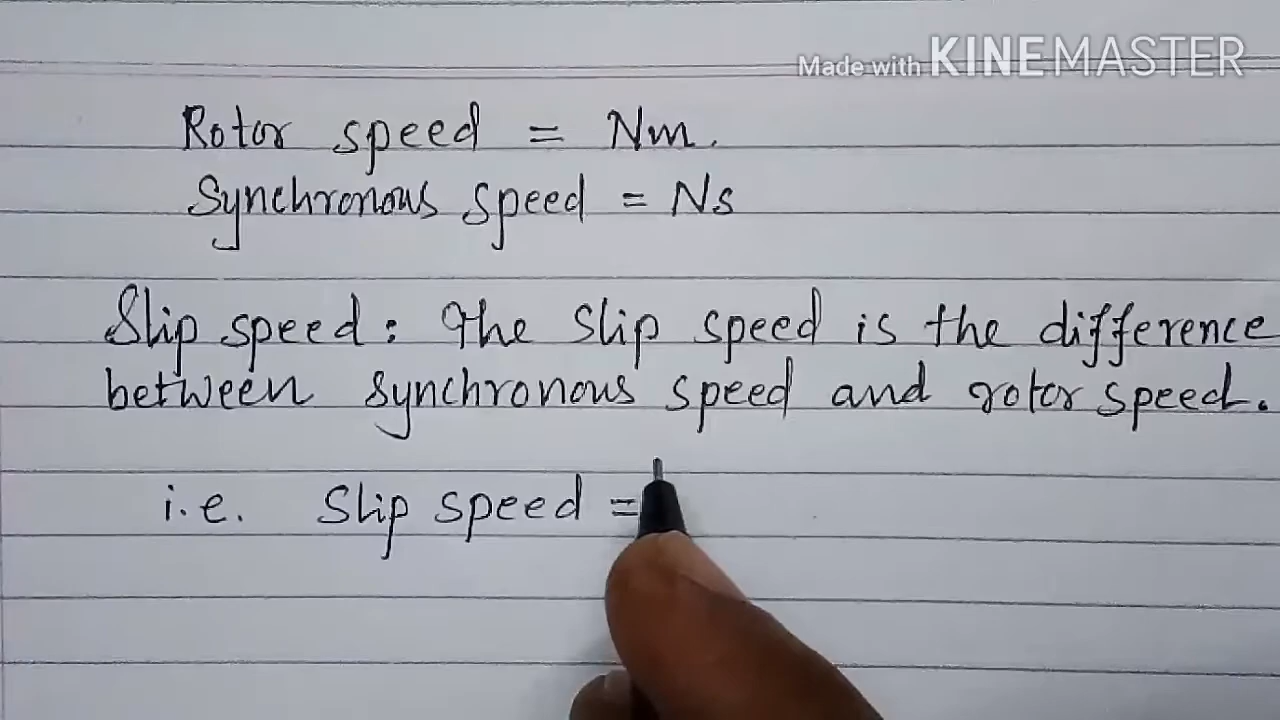 Made with KINEMASTER
Rotor speed = Nm.
Synchronous speed = Ns
Slip speed : The slip speed is the difference
between synchronous speed and rotor speed.
i.e. Slip speed =